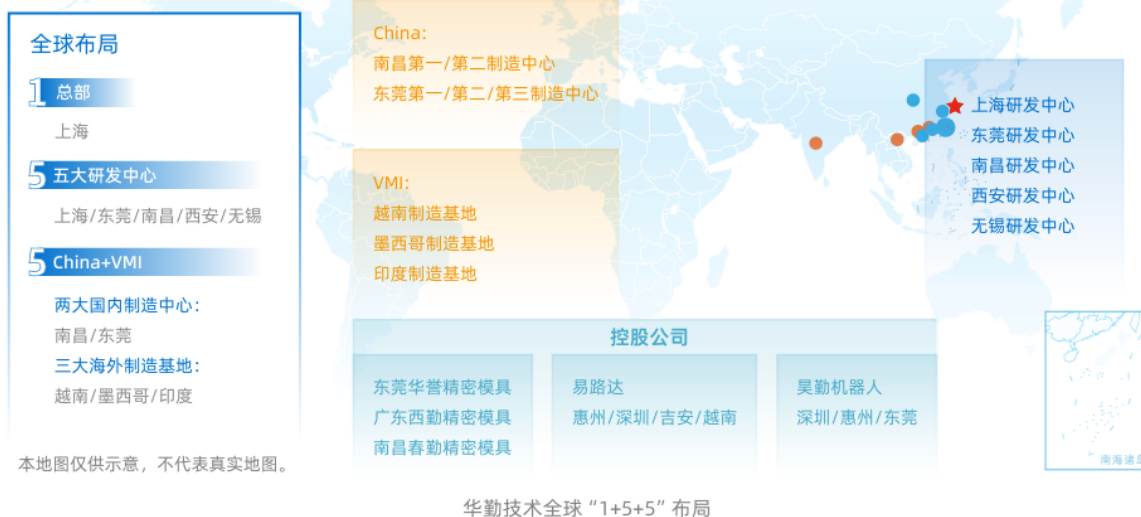 全球布局
1 总部
上海
5 五大研发中心
上海/东莞/南昌/西安/无锡
5 China+VMI
两大国内制造中心：
南昌/东莞
三大海外制造基地：
越南/墨西哥/印度
本地图仅供示意，不代表真实地图。
China:
南昌第一/第二制造中心
东莞第一/第二/第三制造中心
VMI:
越南制造基地
墨西哥制造基地
印度制造基地
上海研发中心
东莞研发中心
南昌研发中心
西安研发中心
无锡研发中心
控股公司
东莞华誉精密模具
广东西勤精密模具
南昌春勤精密模具
易路达
惠州/深圳/吉安/越南
昊勤机器人
深圳/惠州/东莞
南海诸岛
华勤技术全球“1+5+5”布局